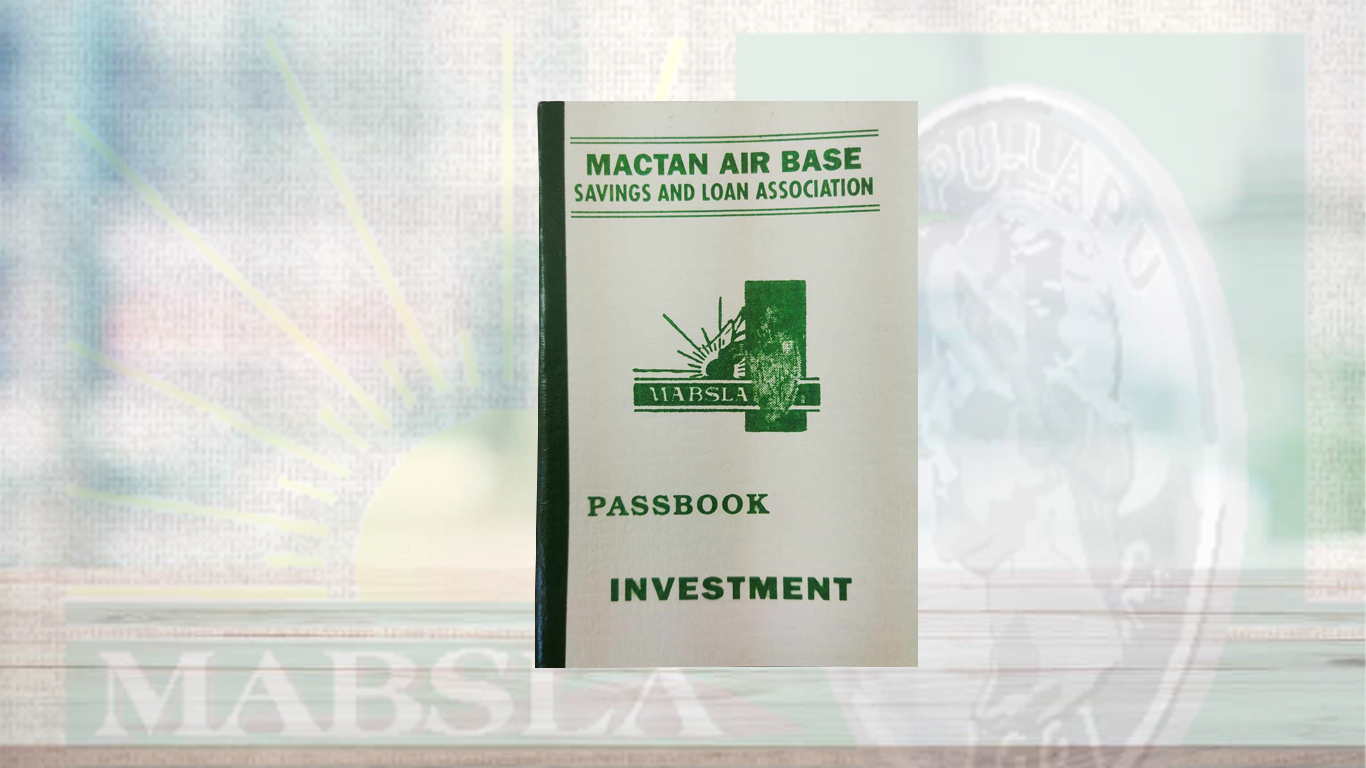 MACTAN AIR BASE
SAVINGS AND LOAN ASSOCIATION
MABSLA
PASSBOOK
INVESTMENT
MABSLA